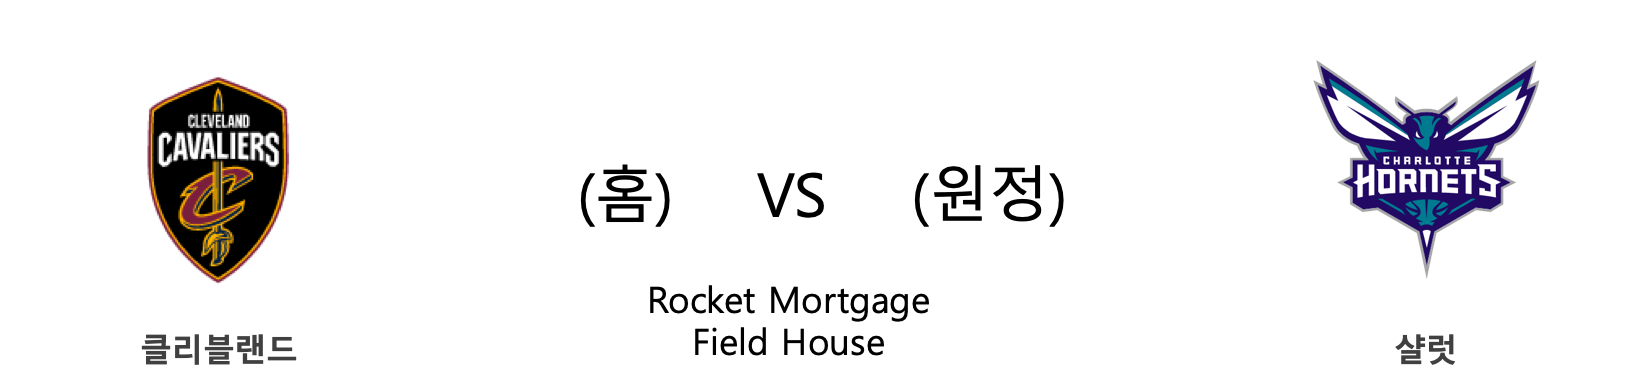 CLEVELAND
CAVALIERS
C
CHARLOTTE
HORNETS
(홈) VS (원정)
Rocket Mortgage
Field House
클리블랜드
샬럿